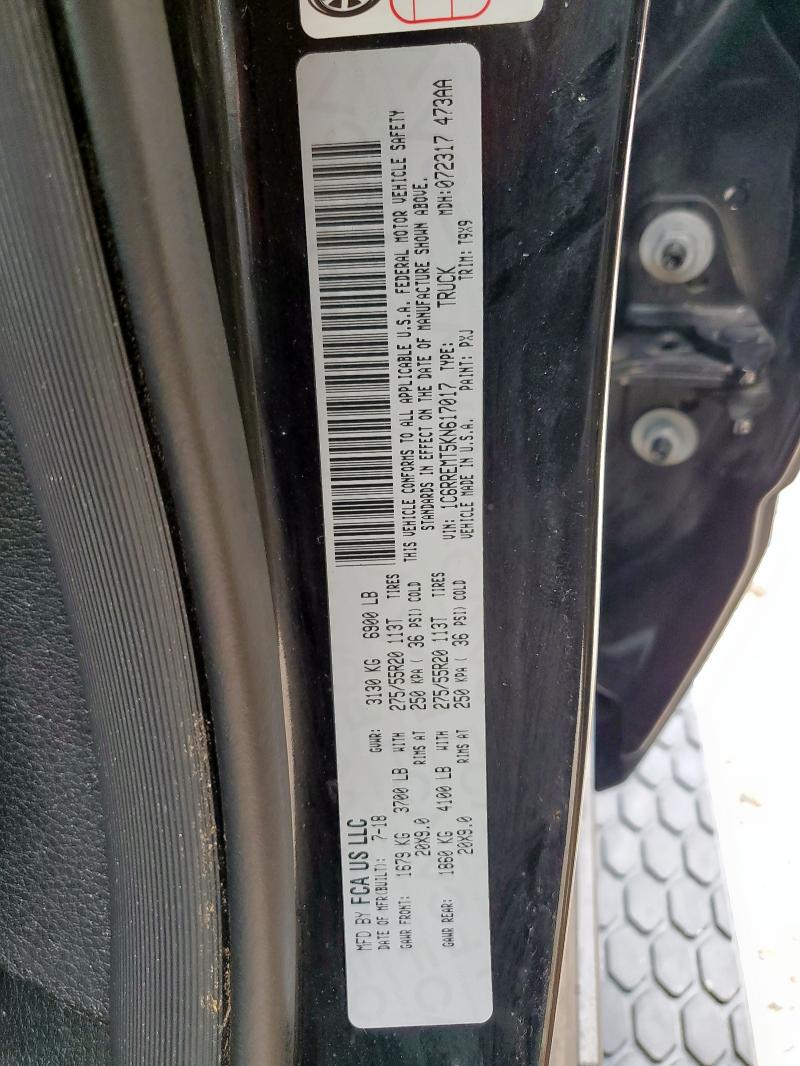 MFD BY FCA US LLC
DATE OF MFR(BUILT): 7-18 GVWR: 3130 KG 6900 LB
GAWR FRONT: 1679 KG 3700 LB WITH 275/55R20 113T TIRES
20X9.0 RIMS AT 250 KPA ( 36 PSI) COLD
GAWR REAR: 1860 KG 4100 LB WITH 275/55R20 113T TIRES
20X9.0 RIMS AT 250 KPA ( 36 PSI) COLD
THIS VEHICLE CONFORMS TO ALL APPLICABLE U.S.A. FEDERAL MOTOR VEHICLE SAFETY
STANDARDS IN EFFECT ON THE DATE OF MANUFACTURE SHOWN ABOVE.
VIN: 1C6RREMT5KN617017 TYPE: TRUCK MDH:072317 473AA
VEHICLE MADE IN U.S.A. PAINT: PXJ TRIM: T9X9